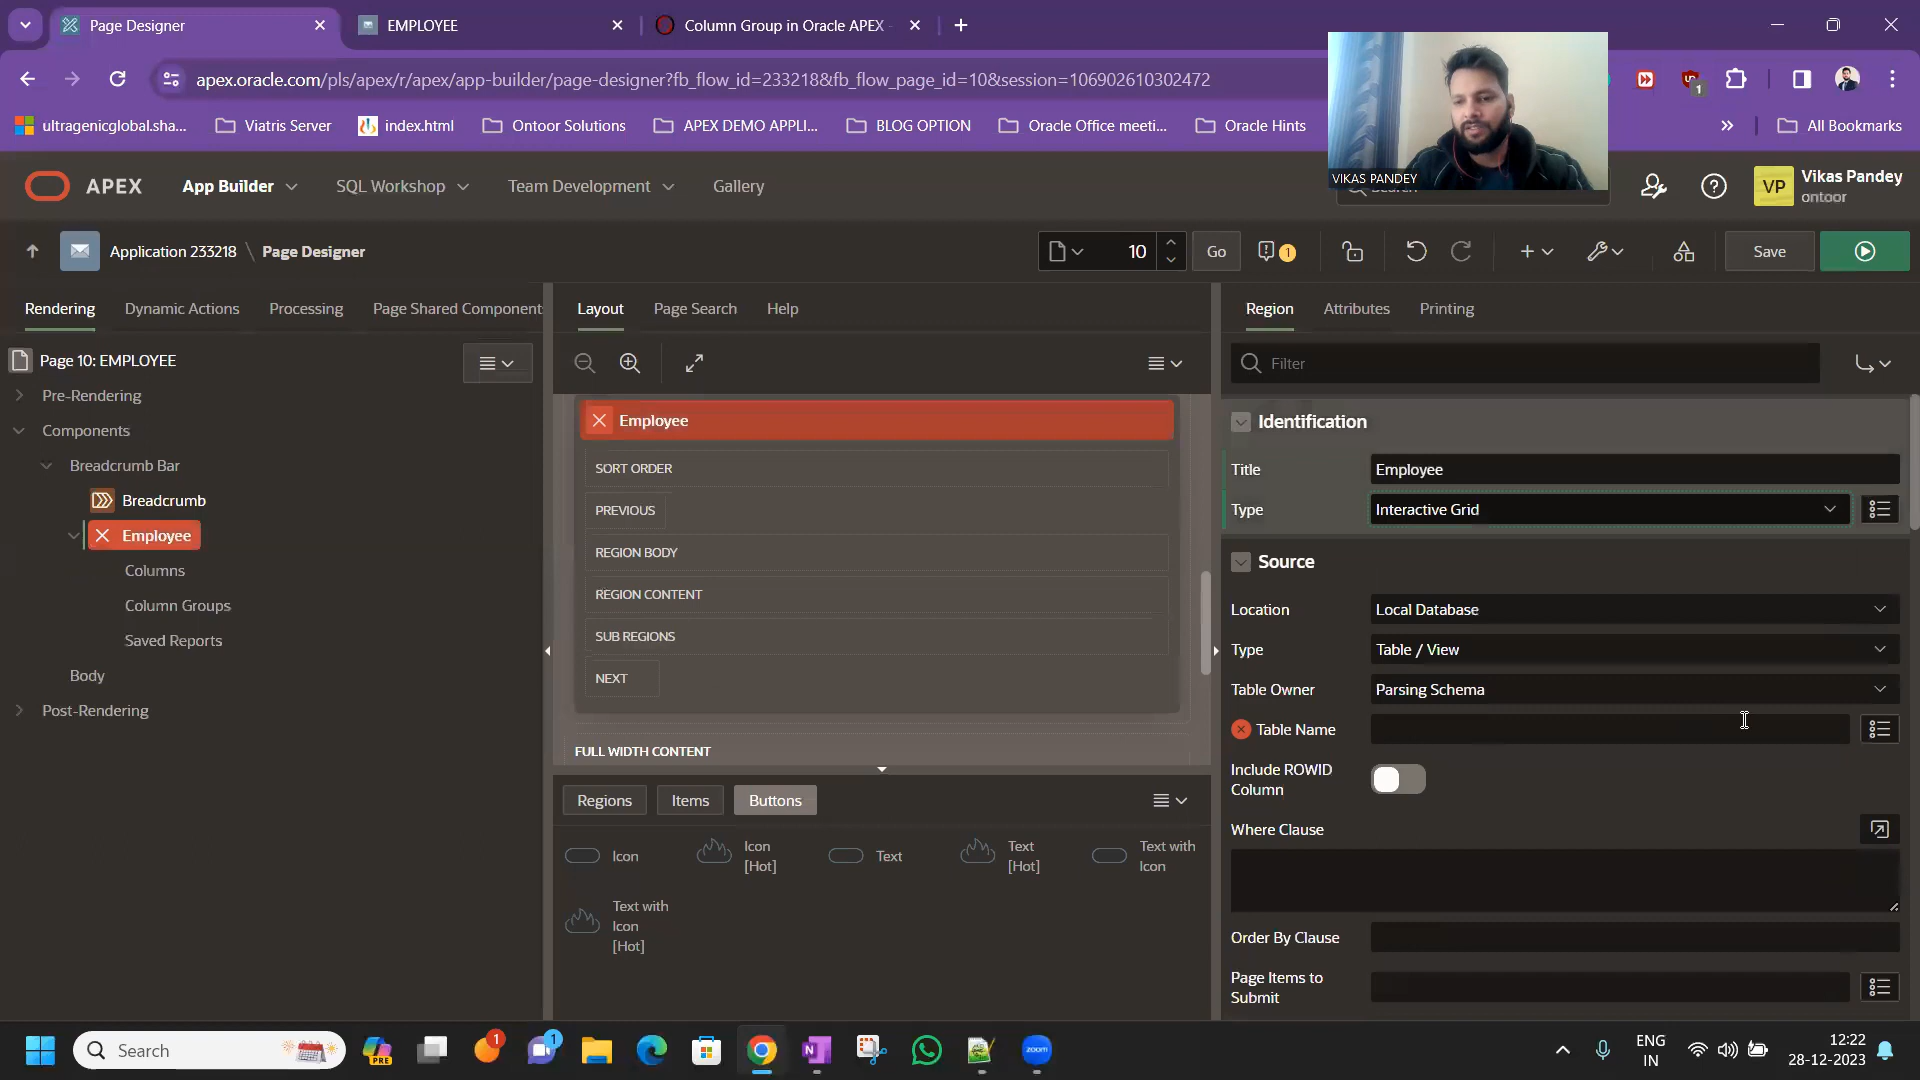 Page Designer
EMPLOYEE
Column Group in Oracle APEX
apex.oracle.com/pls/apex/r/apex/app-builder/page-designer?fb_flow_id=233218&fb_flow_page_id=10&session=106902610302472
1
ultragenicglobal.sha...
Viatris Server
index.html
Ontoor Solutions
APEX DEMO APPLI...
BLOG OPTION
Oracle Office meeti...
Oracle Hints
All Bookmarks
VIKAS PANDEY
APEX
App Builder
SQL Workshop
Team Development
Gallery
VP
Vikas Pandey
ontoor
Application 233218 \ Page Designer
10
Go
1
Save
Rendering
Dynamic Actions
Processing
Page Shared Component
Layout
Page Search
Help
Region
Attributes
Printing
Page 10: EMPLOYEE
Pre-Rendering
Components
Breadcrumb Bar
Breadcrumb
Employee
Columns
Column Groups
Saved Reports
Body
Post-Rendering
Employee
SORT ORDER
PREVIOUS
REGION BODY
REGION CONTENT
SUB REGIONS
NEXT
FULL WIDTH CONTENT
Regions
Items
Buttons
Icon
Icon
[Hot]
Text
Text
[Hot]
Text with
Icon
Text with
Icon
[Hot]
Filter
Identification
Title
Employee
Type
Interactive Grid
Source
Location
Local Database
Type
Table / View
Table Owner
Parsing Schema
Table Name
Include ROWID
Column
Where Clause
Order By Clause
Page Items to
Submit
Search
PRE
1
1
zoom
ENG
IN
12:22
28-12-2023